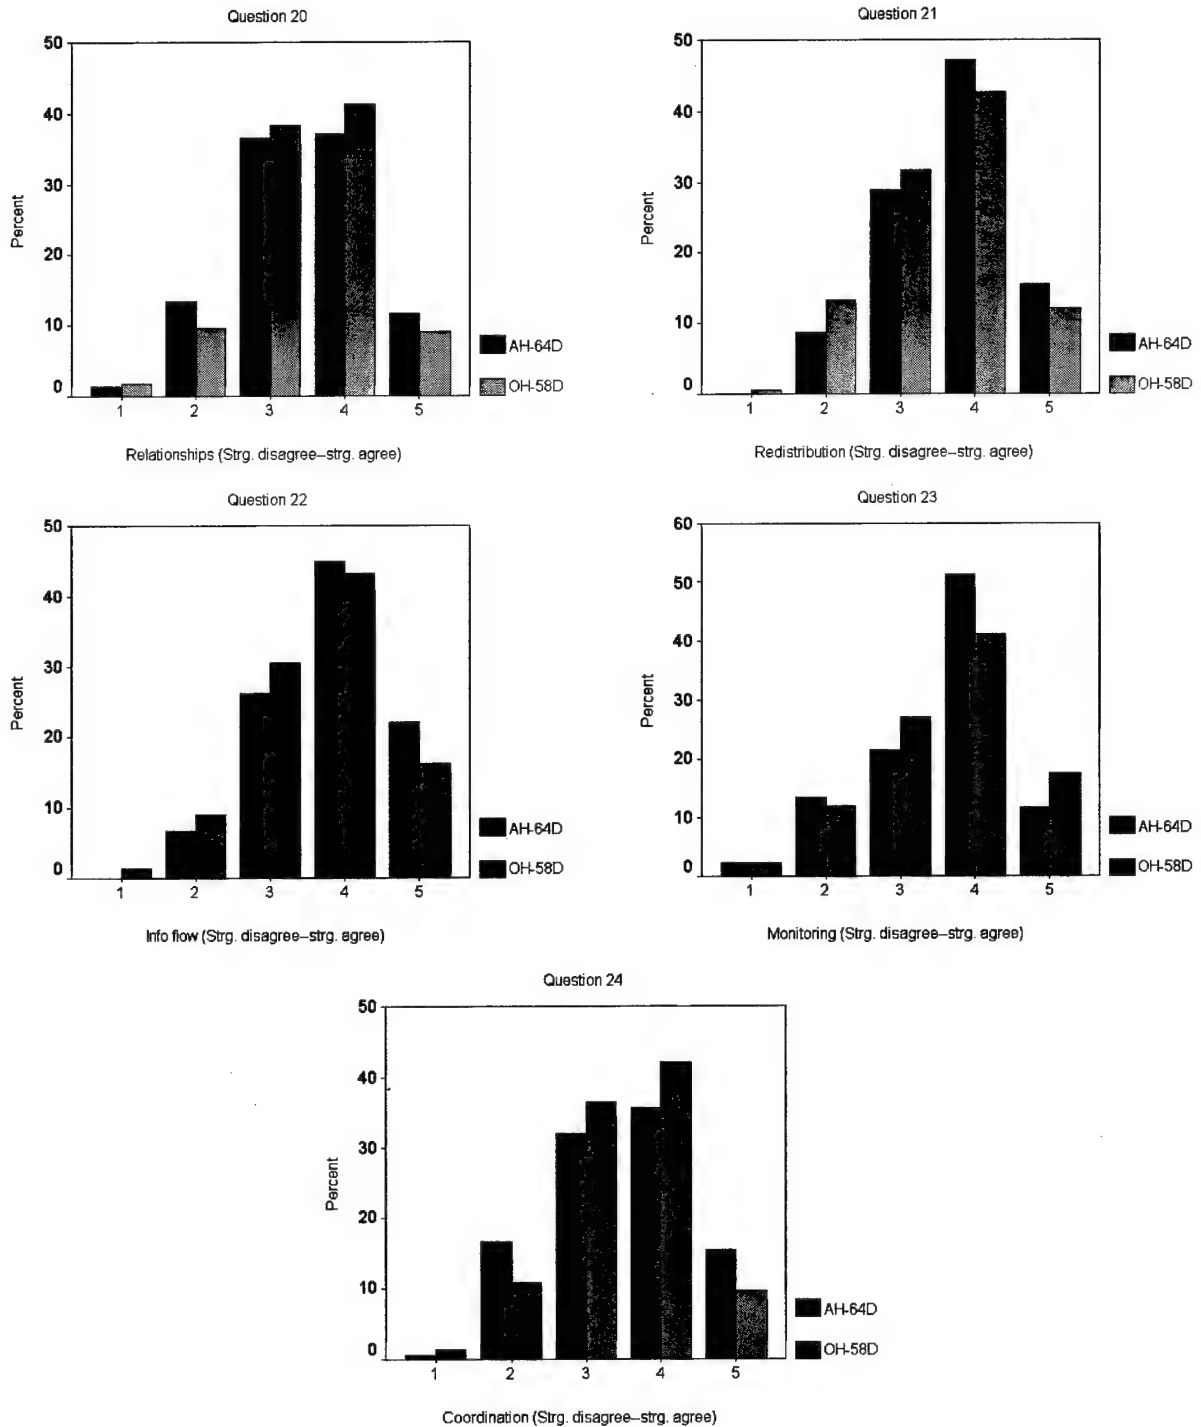 Question 20
50
40
30
20
10
0
Percent
1 2 3 4 5
AH-64D
OH-58D
Relationships (Strg. disagree–strg. agree)
Question 21
50
40
30
20
10
0
Percent
1 2 3 4 5
AH-64D
OH-58D
Redistribution (Strg. disagree–strg. agree)
Question 22
50
40
30
20
10
0
Percent
1 2 3 4 5
AH-64D
OH-58D
Info flow (Strg. disagree–strg. agree)
Question 23
60
50
40
30
20
10
0
Percent
1 2 3 4 5
AH-64D
OH-58D
Monitoring (Strg. disagree–strg. agree)
Question 24
50
40
30
20
10
0
Percent
1 2 3 4 5
AH-64D
OH-58D
Coordination (Strg. disagree–strg. agree)